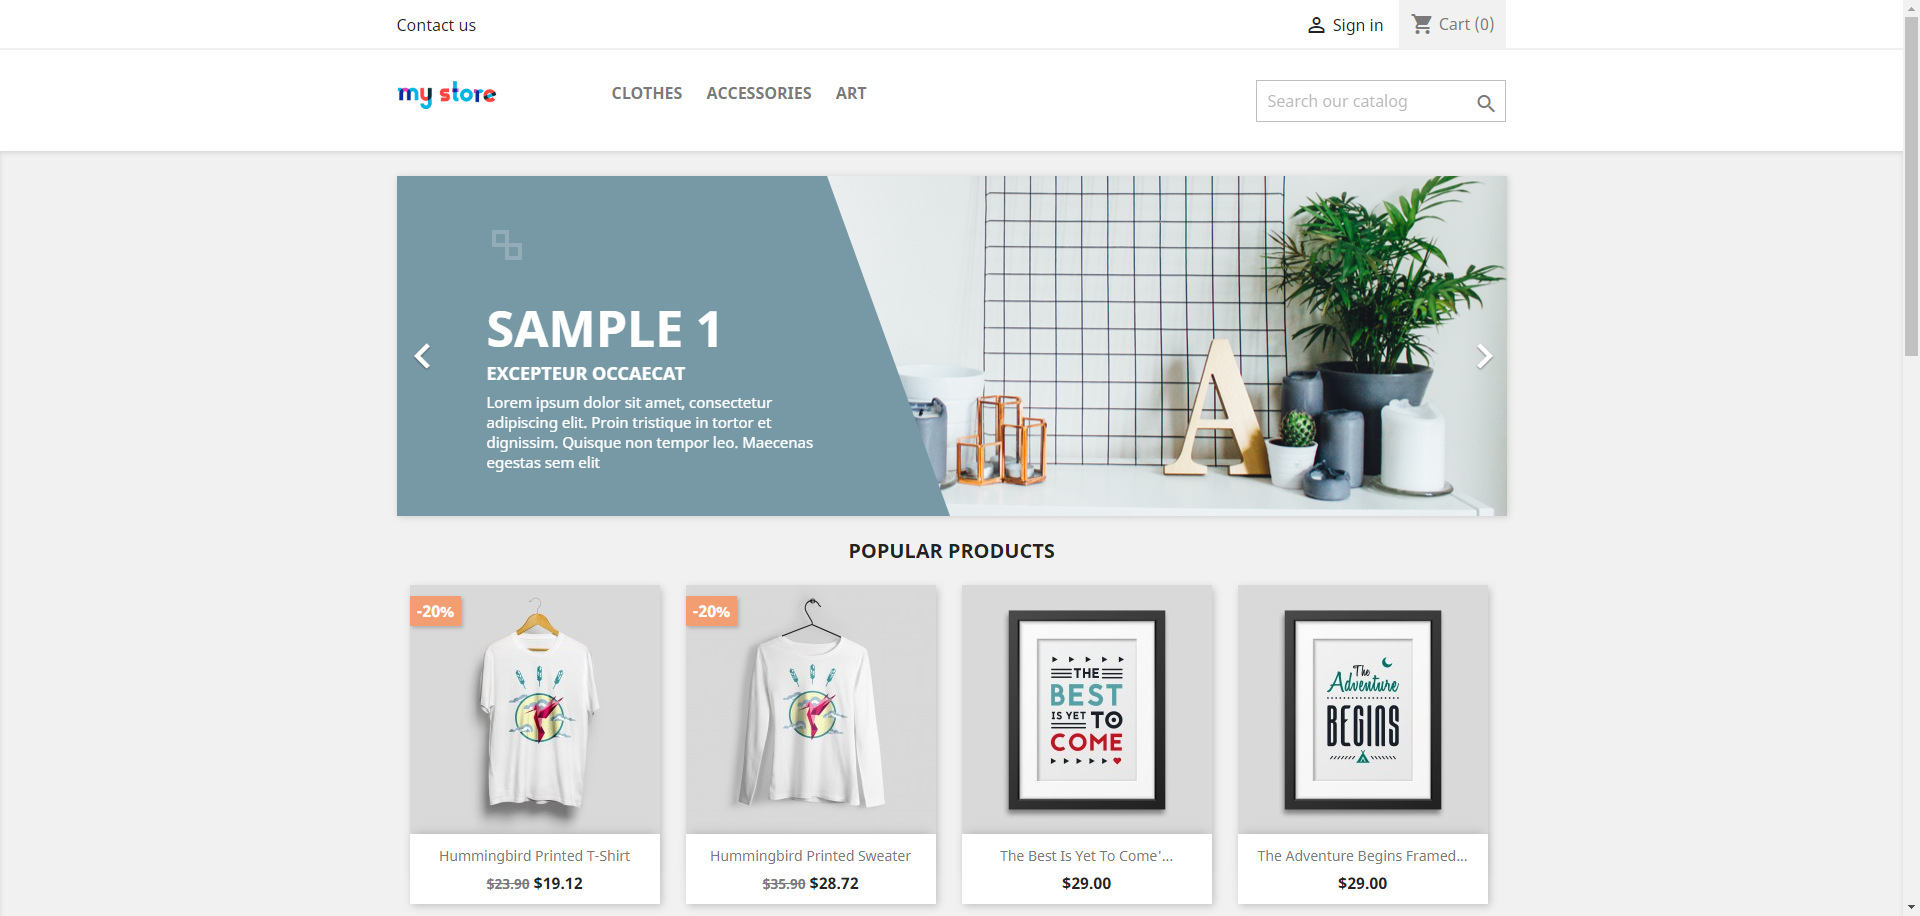 Contact us
Sign in
Cart (0)
my store
CLOTHES
ACCESSORIES
ART
Search our catalog
SAMPLE 1
EXCEPTEUR OCCAECAT
Lorem ipsum dolor sit amet, consectetur
adipiscing elit. Proin tristique in tortor et
dignissim. Quisque non tempor leo. Maecenas
egestas sem elit
A
POPULAR PRODUCTS
-20%
-20%
THE
BEST
IS YET TO
COME
The
Adventure
BEGINS
Hummingbird Printed T-Shirt
$23.90 $19.12
Hummingbird Printed Sweater
$35.90 $28.72
The Best Is Yet To Come'...
$29.00
The Adventure Begins Framed...
$29.00